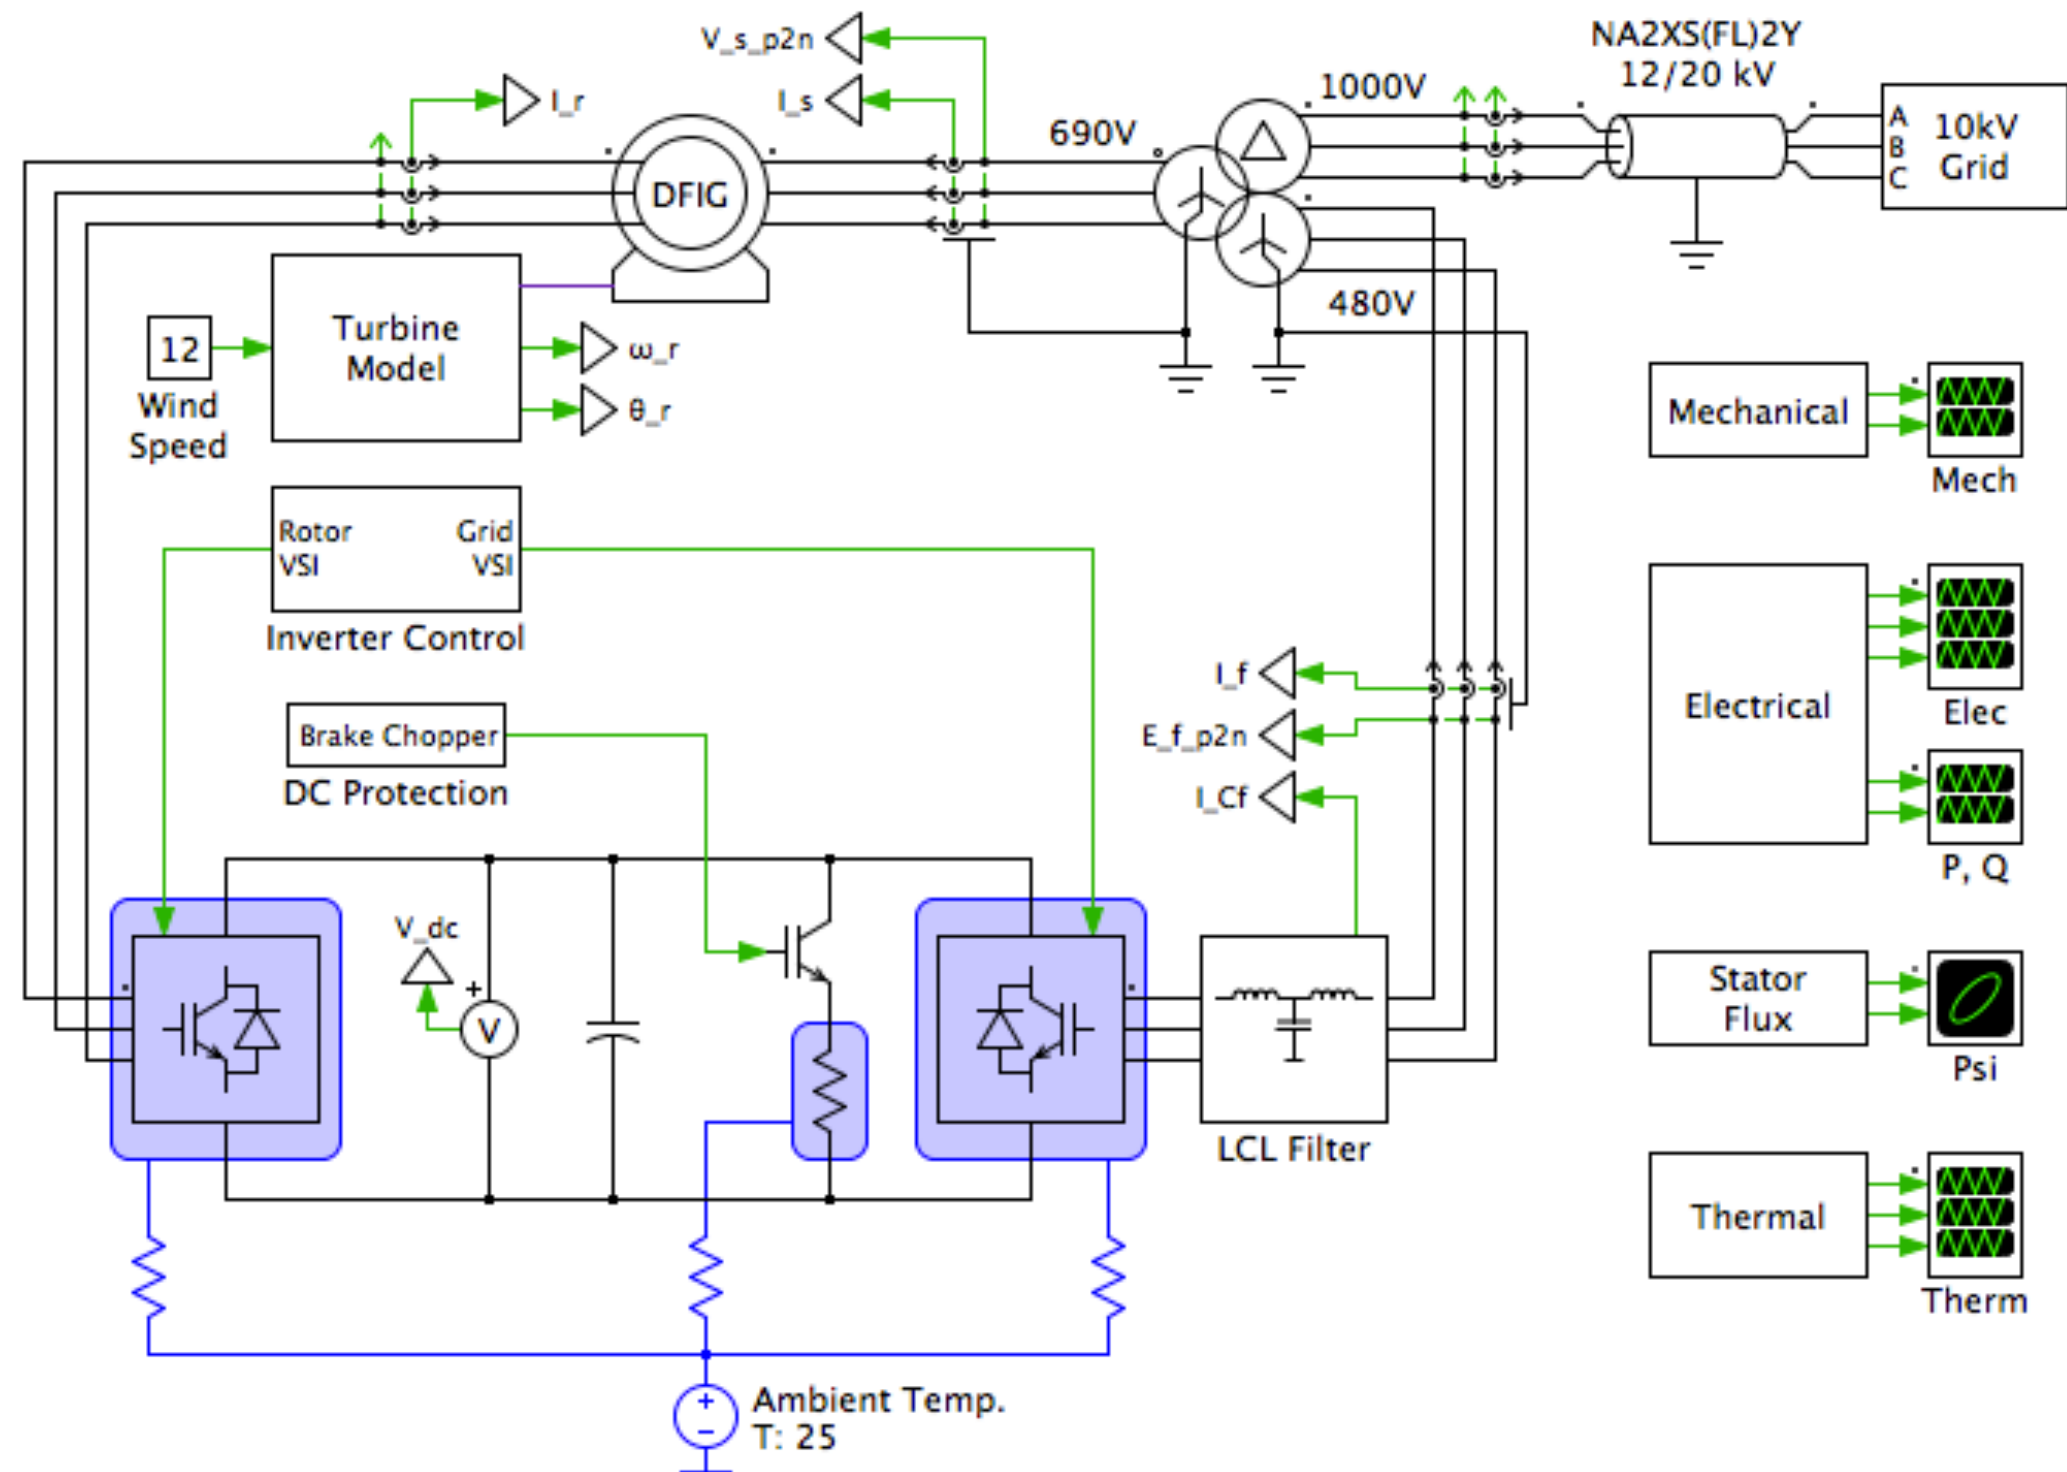 V_s_p2n
I_s
I_r
NA2XS(FL)2Y
12/20 kV
1000V
690V
480V
A
B
C
10kV
Grid
DFIG
Turbine
Model
12
Wind
Speed
ω_r
θ_r
Mechanical
Mech
Rotor
VSI
Grid
VSI
Inverter Control
Electrical
Elec
P, Q
I_f
E_f_p2n
I_Cf
Brake Chopper
DC Protection
V_dc
+
V
LCL Filter
Stator
Flux
Psi
Thermal
Therm
+
−
Ambient Temp.
T: 25